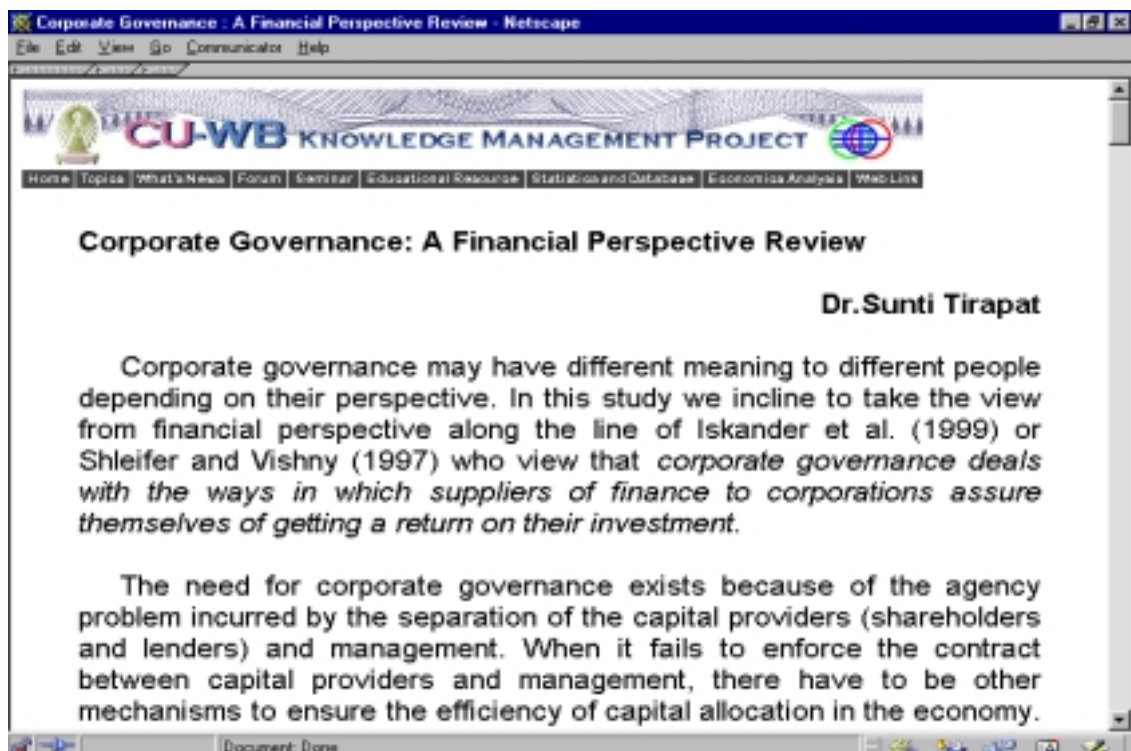 Corporate Governance : A Financial Perspective Review - Netscape
File Edit View Go Communicator Help
CU-WB KNOWLEDGE MANAGEMENT PROJECT
Home Topics What'sNews Forum Seminar Educational Resource Statistics and Database Economics Analysis Web Link
Corporate Governance: A Financial Perspective Review
Dr.Sunti Tirapat
Corporate governance may have different meaning to different people
depending on their perspective. In this study we incline to take the view
from financial perspective along the line of Iskander et al. (1999) or
Shleifer and Vishny (1997) who view that corporate governance deals
with the ways in which suppliers of finance to corporations assure
themselves of getting a return on their investment.
The need for corporate governance exists because of the agency
problem incurred by the separation of the capital providers (shareholders
and lenders) and management. When it fails to enforce the contract
between capital providers and management, there have to be other
mechanisms to ensure the efficiency of capital allocation in the economy.
Document: Done